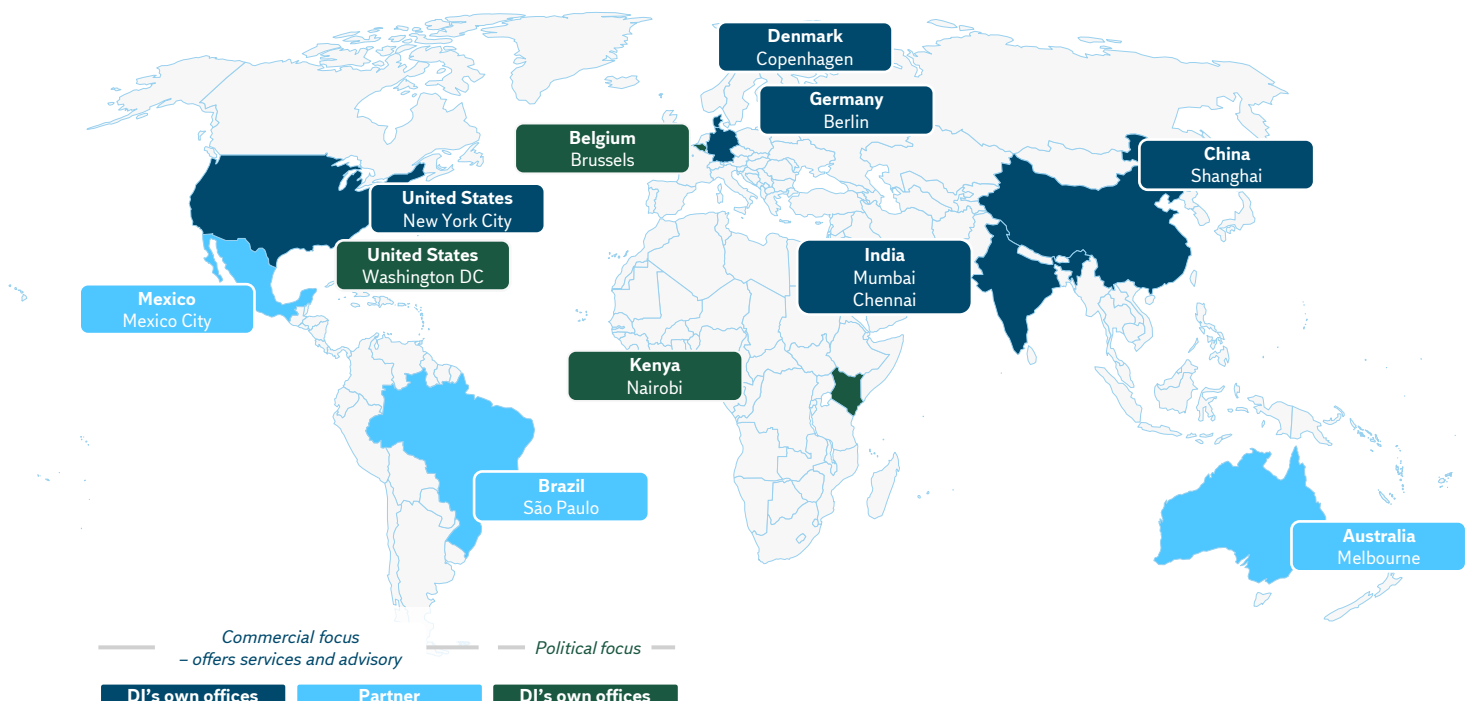 Denmark
Copenhagen
Germany
Berlin
Belgium
Brussels
China
Shanghai
United States
New York City
United States
Washington DC
India
Mumbai
Chennai
Mexico
Mexico City
Kenya
Nairobi
Brazil
São Paulo
Australia
Melbourne
Commercial focus
– offers services and advisory
Political focus
DI's own offices
Partner
DI's own offices